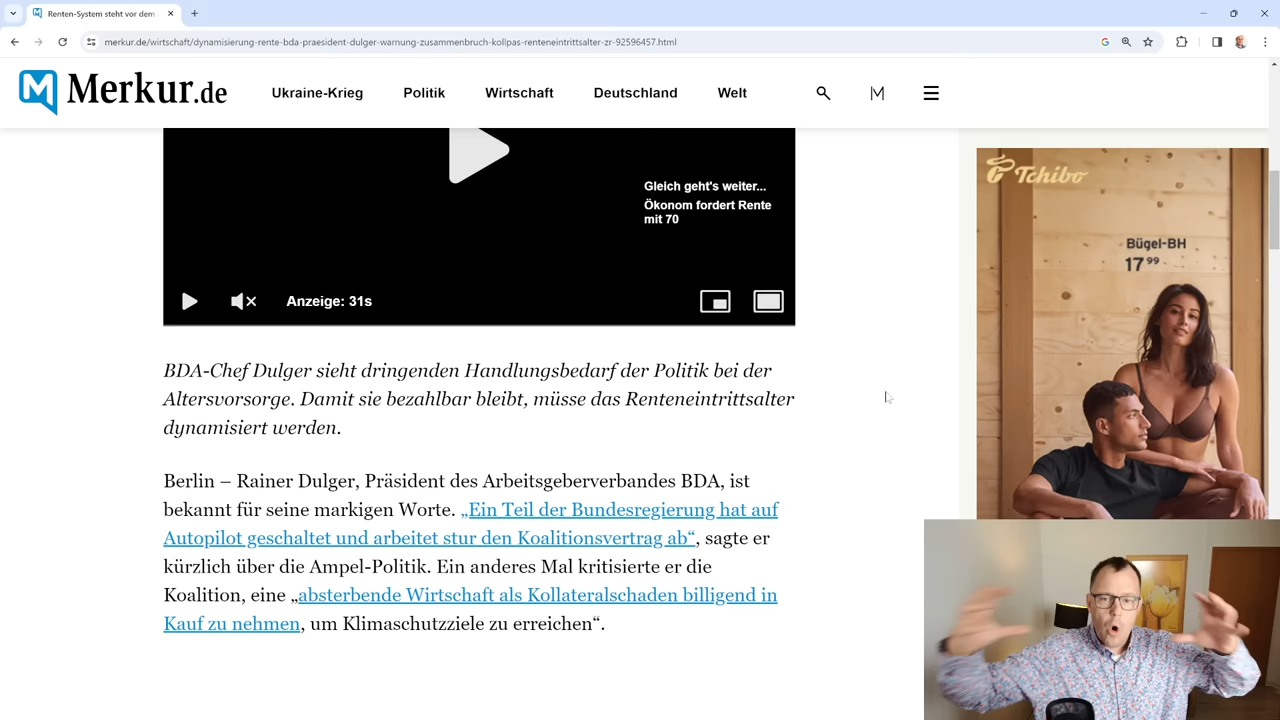 Renten-System steht vor dem
merkur.de/wirtschaft/dynamisierung-rente-bda-praesident-dulger-warnung-zusammenbruch-kollpas-renteneintrittsalter-zr-92596457.html
Merkur.de
Ukraine-Krieg
Politik
Wirtschaft
Deutschland
Welt
Gleich geht's weiter...
Ökonom fordert Rente
mit 70
Anzeige: 31s
Tchibo
Bügel-BH
17⁹⁹
BDA-Chef Dulger sieht dringenden Handlungsbedarf der Politik bei der
Altersvorsorge. Damit sie bezahlbar bleibt, müsse das Renteneintrittsalter
dynamisiert werden.
Berlin – Rainer Dulger, Präsident des Arbeitsgeberverbandes BDA, ist
bekannt für seine markigen Worte. „Ein Teil der Bundesregierung hat auf
Autopilot geschaltet und arbeitet stur den Koalitionsvertrag ab“, sagte er
kürzlich über die Ampel-Politik. Ein anderes Mal kritisierte er die
Koalition, eine „absterbende Wirtschaft als Kollateralschaden billigend in
Kauf zu nehmen, um Klimaschutzziele zu erreichen“.